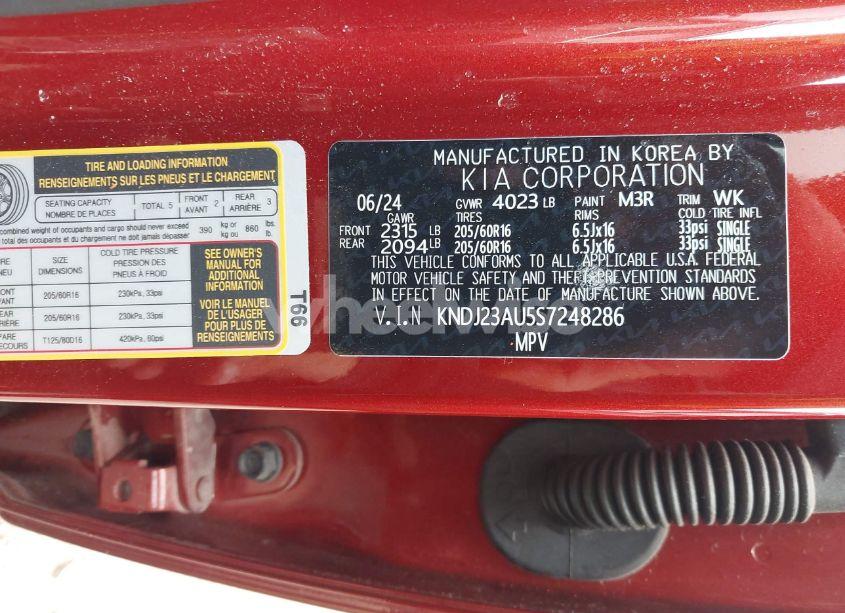 TIRE AND LOADING INFORMATION
RENSEIGNEMENTS SUR LES PNEUS ET LE CHARGEMENT
SEATING CAPACITY
NOMBRE DE PLACES
TOTAL 5
FRONT
AVANT 2
REAR
ARRIÈRE 3
combined weight of occupants and cargo should never exceed
total des occupants et du chargement ne doit jamais dépasser:
390 kg or
kg ou
860 lbs.
lb.
SIZE
DIMENSIONS
COLD TIRE PRESSURE
PRESSION DES
PNEUS À FROID
205/60R16 230kPa, 33psi
205/60R16 230kPa, 33psi
T125/80D16 420kPa, 60psi
SEE OWNER'S
MANUAL FOR
ADDITIONAL
INFORMATION
VOIR LE MANUEL
DE L'USAGER
POUR PLUS DE
RENSEIGNEMENTS
T66
MANUFACTURED IN KOREA BY
KIA CORPORATION
06/24 GVWR 4023 LB PAINT M3R TRIM WK
GAWR TIRES RIMS COLD TIRE INFL
FRONT 2315 LB 205/60R16 6.5Jx16 33psi SINGLE
REAR 2094 LB 205/60R16 6.5Jx16 33psi SINGLE
THIS VEHICLE CONFORMS TO ALL APPLICABLE U.S.A. FEDERAL
MOTOR VEHICLE SAFETY AND THEFT PREVENTION STANDARDS
IN EFFECT ON THE DATE OF MANUFACTURE SHOWN ABOVE.
V.I.N KNDJ23AU5S7248286
MPV